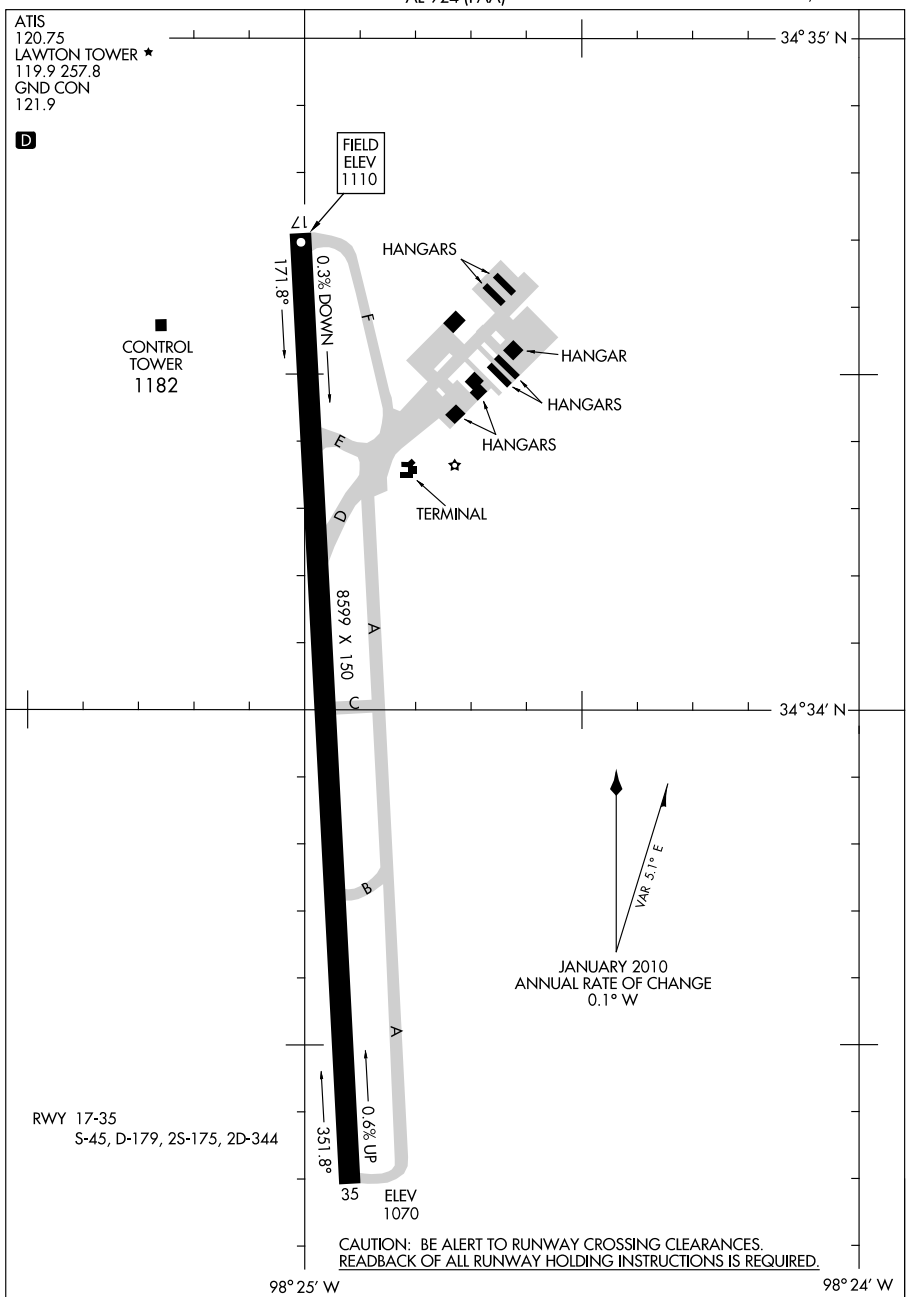 AL-924 (FAA)
ATIS
120.75
LAWTON TOWER ★
119.9 257.8
GND CON
121.9
D
34° 35' N
FIELD
ELEV
1110
17
171.8°
0.3% DOWN
F
HANGARS
CONTROL
TOWER
1182
HANGAR
HANGARS
HANGARS
E
TERMINAL
D
8599 X 150
A
C
34° 34' N
VAR 5.1° E
B
JANUARY 2010
ANNUAL RATE OF CHANGE
0.1° W
A
RWY 17-35
S-45, D-179, 2S-175, 2D-344
351.8°
0.6% UP
35
ELEV
1070
CAUTION: BE ALERT TO RUNWAY CROSSING CLEARANCES.
READBACK OF ALL RUNWAY HOLDING INSTRUCTIONS IS REQUIRED.
98° 25' W
98° 24' W